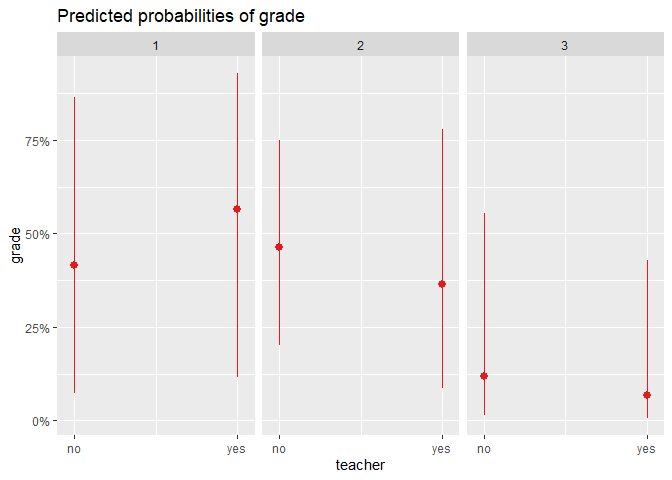 Predicted probabilities of grade
1 2 3
75%
50%
25%
0%
grade
no yes no yes no yes
teacher